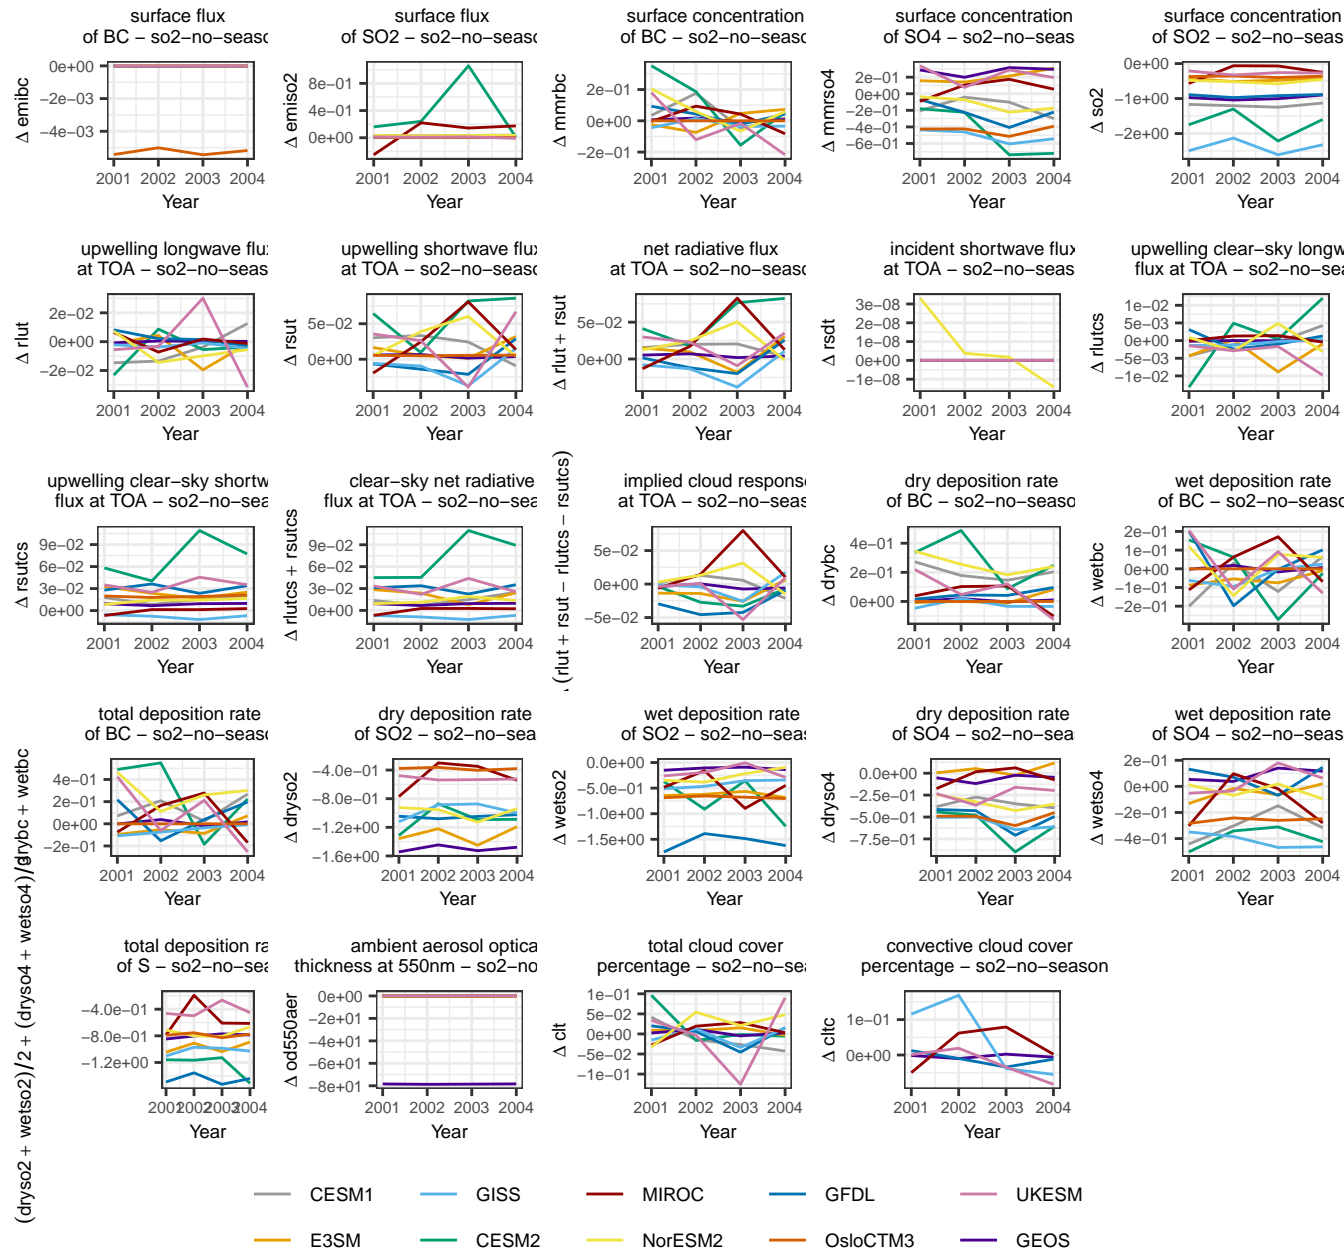 surface flux
of BC − so2−no−seaso
Δ emibc
0e+00
−2e−03
−4e−03
2001 2002 2003 2004
Year
surface flux
of SO2 − so2−no−seas
Δ emiso2
8e−01
4e−01
0e+00
2001 2002 2003 2004
Year
surface concentration
of BC − so2−no−seaso
Δ mmrbc
2e−01
0e+00
−2e−01
2001 2002 2003 2004
Year
surface concentration
of SO4 − so2−no−seas
Δ mmrso4
2e−01
0e+00
−2e−01
−4e−01
−6e−01
2001 2002 2003 2004
Year
surface concentration
of SO2 − so2−no−seas
Δ so2
0e+00
−1e+00
−2e+00
2001 2002 2003 2004
Year
upwelling longwave flux
at TOA − so2−no−seas
Δ rlut
2e−02
0e+00
−2e−02
2001 2002 2003 2004
Year
upwelling shortwave flux
at TOA − so2−no−seas
Δ rsut
5e−02
0e+00
2001 2002 2003 2004
Year
net radiative flux
at TOA − so2−no−seaso
Δ rlut + rsut
5e−02
0e+00
2001 2002 2003 2004
Year
incident shortwave flux
at TOA − so2−no−seas
Δ rsdt
3e−08
2e−08
1e−08
0e+00
−1e−08
2001 2002 2003 2004
Year
upwelling clear−sky longw
flux at TOA − so2−no−sea
Δ rlutcs
1e−02
5e−03
0e+00
−5e−03
−1e−02
2001 2002 2003 2004
Year
upwelling clear−sky shortw
flux at TOA − so2−no−sea
Δ rsutcs
9e−02
6e−02
3e−02
0e+00
2001 2002 2003 2004
Year
clear−sky net radiative
flux at TOA − so2−no−sea
Δ rlutcs + rsutcs
9e−02
6e−02
3e−02
0e+00
2001 2002 2003 2004
Year
implied cloud response
at TOA − so2−no−seas
(rlut + rsut − rlutcs − rsutcs)
5e−02
0e+00
−5e−02
2001 2002 2003 2004
Year
dry deposition rate
of BC − so2−no−seaso
Δ drybc
4e−01
2e−01
0e+00
2001 2002 2003 2004
Year
wet deposition rate
of BC − so2−no−seaso
Δ wetbc
2e−01
1e−01
0e+00
−1e−01
−2e−01
2001 2002 2003 2004
Year
total deposition rate
of BC − so2−no−seaso
drybc + wetbc
4e−01
2e−01
0e+00
−2e−01
2001 2002 2003 2004
Year
dry deposition rate
of SO2 − so2−no−seas
Δ dryso2
−4.0e−01
−8.0e−01
−1.2e+00
−1.6e+00
2001 2002 2003 2004
Year
wet deposition rate
of SO2 − so2−no−seas
Δ wetso2
0.0e+00
−5.0e−01
−1.0e+00
−1.5e+00
2001 2002 2003 2004
Year
dry deposition rate
of SO4 − so2−no−seas
Δ dryso4
0.0e+00
−2.5e−01
−5.0e−01
−7.5e−01
2001 2002 2003 2004
Year
wet deposition rate
of SO4 − so2−no−seas
Δ wetso4
2e−01
0e+00
−2e−01
−4e−01
2001 2002 2003 2004
Year
total deposition ra
of S − so2−no−sea
(dryso2 + wetso2)/2 + (dryso4 + wetso4)/3
−4.0e−01
−8.0e−01
−1.2e+00
2001 2002 2003 2004
Year
ambient aerosol optica
thickness at 550nm − so2−no
Δ od550aer
0e+00
−2e+01
−4e+01
−6e+01
−8e+01
2001 2002 2003 2004
Year
total cloud cover
percentage − so2−no−sea
Δ clt
1e−01
5e−02
0e+00
−5e−02
−1e−01
2001 2002 2003 2004
Year
convective cloud cover
percentage − so2−no−season
Δ cltc
1e−01
0e+00
2001 2002 2003 2004
Year
CESM1 GISS MIROC GFDL UKESM
E3SM CESM2 NorESM2 OsloCTM3 GEOS